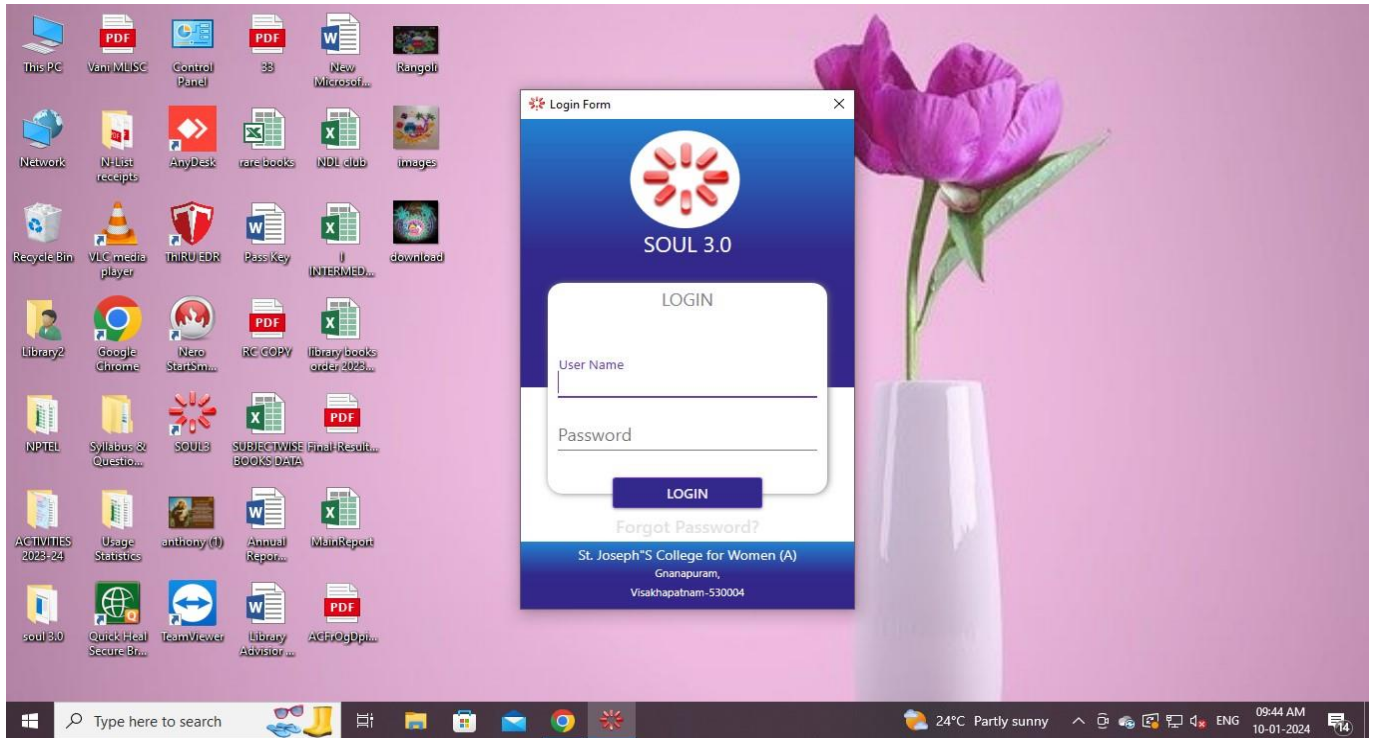 This PC
Vani MLISC
Control
Panel
33
New
Microsof...
Rangoli
Network
N-List
receipts
AnyDesk
rare books
NDL club
images
Recycle Bin
VLC media
player
ThIRU EDR
Pass Key
I
INTERMED...
download
Library2
Google
Chrome
Nero
StartSm...
RC COPY
library books
order 2023...
NPTEL
Syllabus &
Questio...
SOUL3
SUBJECTWISE
BOOKS DATA
Final-Result...
ACTIVITIES
2023-24
Usage
Statistics
anthony (1)
Annual
Repor...
MainReport
soul 3.0
Quick Heal
Secure Br...
TeamViewer
Library
Advisior ...
PDF
PDF
PDF
PDF
PDF
Login Form
SOUL 3.0
LOGIN
User Name
Password
LOGIN
Forgot Password?
St. Joseph"S College for Women (A)
Gnanapuram,
Visakhapatnam-530004
Type here to search
24°C Partly sunny
ENG
09:44 AM
10-01-2024
14